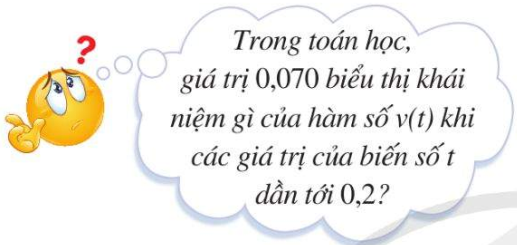 ?
Trong toán học,
giá trị 0,070 biểu thị khái
niệm gì của hàm số v(t) khi
các giá trị của biến số t
dần tới 0,2?